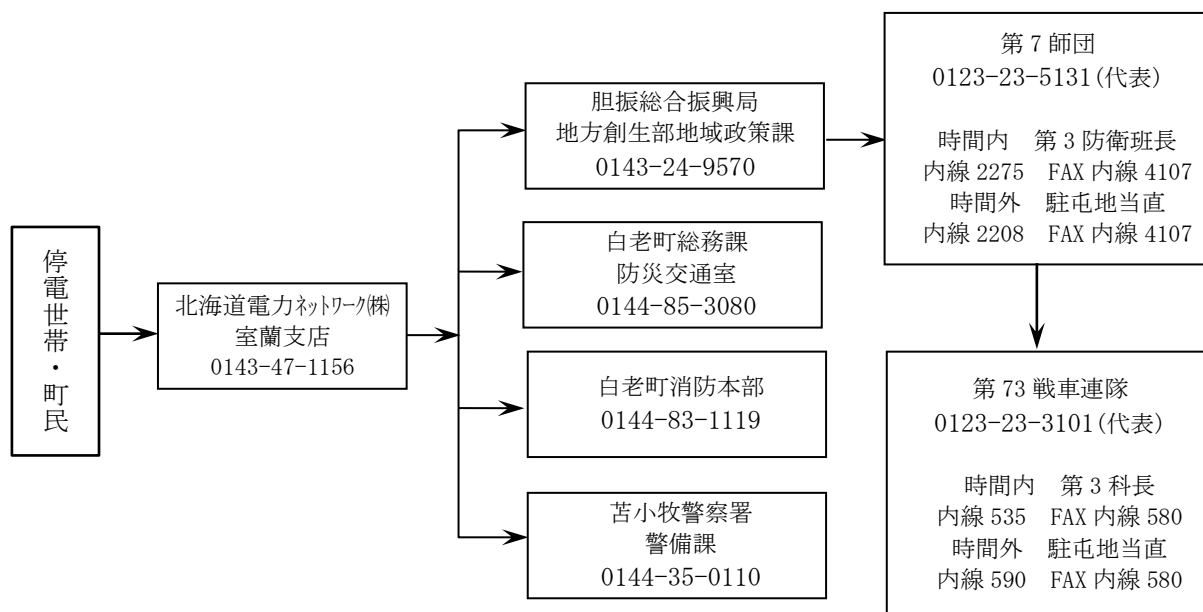 停電世帯・町民
北海道電力ネットワーク㈱
室蘭支店
0143-47-1156
胆振総合振興局
地方創生部地域政策課
0143-24-9570
白老町総務課
防災交通室
0144-85-3080
白老町消防本部
0144-83-1119
苫小牧警察署
警備課
0144-35-0110
第7師団
0123-23-5131(代表)
時間内 第3防衛班長
内線2275 FAX内線4107
時間外 駐屯地当直
内線2208 FAX内線4107
第73戦車連隊
0123-23-3101(代表)
時間内 第3科長
内線535 FAX内線580
時間外 駐屯地当直
内線590 FAX内線580